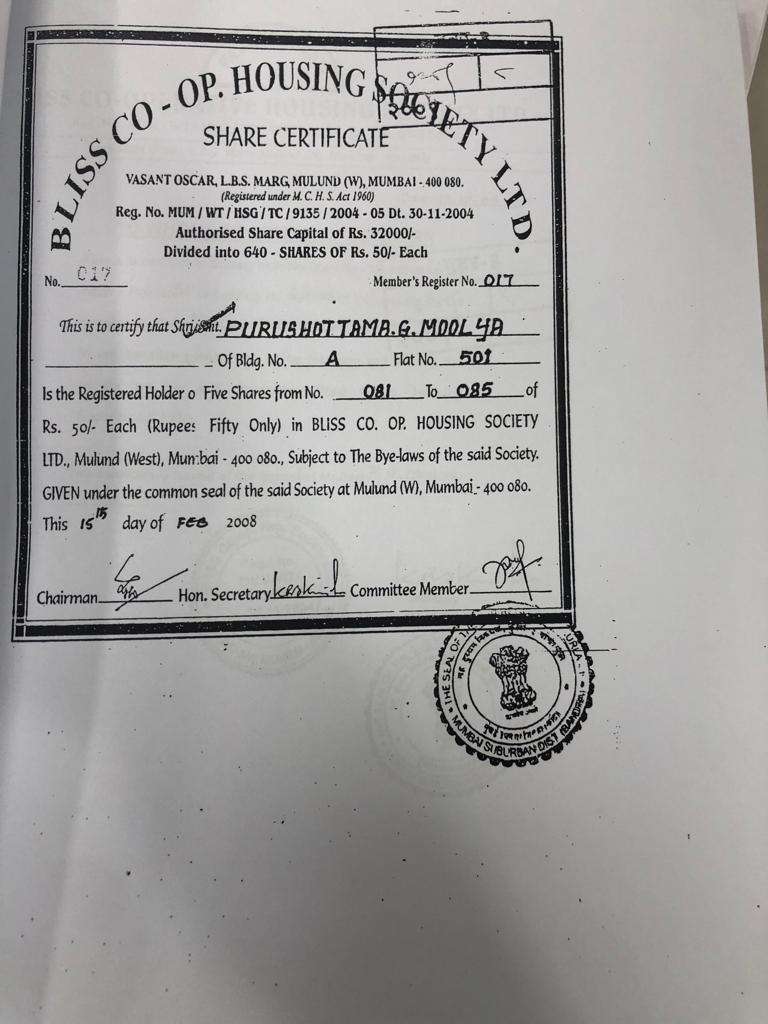 २००९
BLISS CO - OP. HOUSING SOCIETY LTD.
SHARE CERTIFICATE
VASANT OSCAR, L.B.S. MARG, MULUND (W), MUMBAI - 400 080.
(Registered under M. C. H. S. Act 1960)
Reg. No. MUM / WT / HSG / TC / 9135 / 2004 - 05 Dt. 30-11-2004
Authorised Share Capital of Rs. 32000/-
Divided into 640 - SHARES OF Rs. 50/- Each
No. 017 Member's Register No. 017
This is to certify that Shri/Smt. PURUSHOTTAMA.G.MOOLYA
Of Bldg. No. A Flat No. 501
Is the Registered Holder o Five Shares from No. 081 To 085 of
Rs. 50/- Each (Rupees Fifty Only) in BLISS CO. OP. HOUSING SOCIETY
LTD., Mulund (West), Mumbai - 400 080., Subject to The Bye-laws of the said Society.
GIVEN under the common seal of the said Society at Mulund (W), Mumbai - 400 080.
This 15th day of FEB 2008
Chairman Hon. Secretary Committee Member
THE SEAL OF
MUMBAI SUBURBAN DIST. (BANDRA)